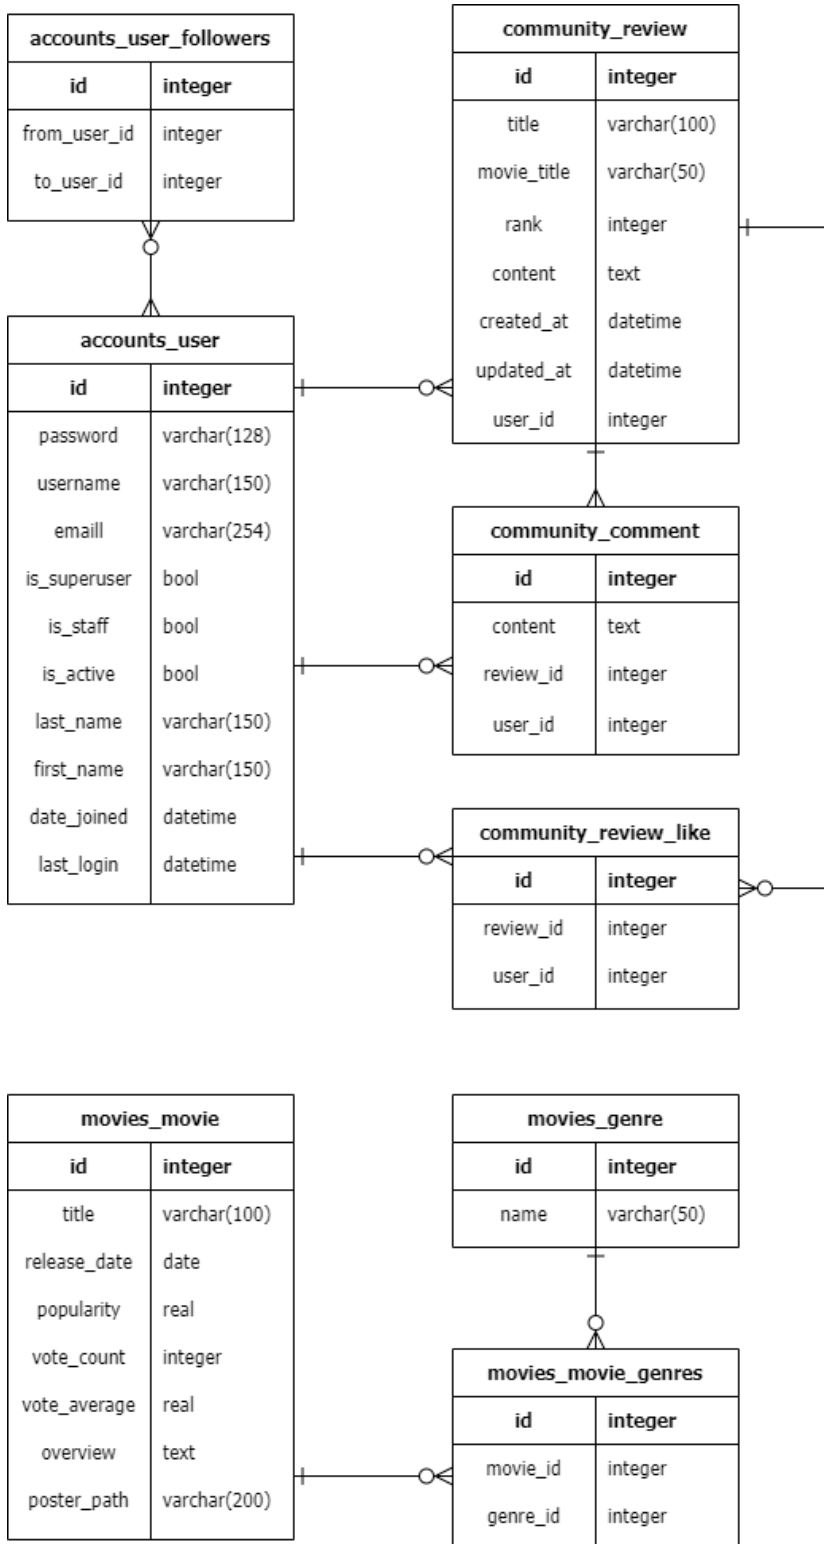 accounts_user_followers
id integer
from_user_id integer
to_user_id integer
accounts_user
id integer
password varchar(128)
username varchar(150)
emaill varchar(254)
is_superuser bool
is_staff bool
is_active bool
last_name varchar(150)
first_name varchar(150)
date_joined datetime
last_login datetime
community_review
id integer
title varchar(100)
movie_title varchar(50)
rank integer
content text
created_at datetime
updated_at datetime
user_id integer
community_comment
id integer
content text
review_id integer
user_id integer
community_review_like
id integer
review_id integer
user_id integer
movies_movie
id integer
title varchar(100)
release_date date
popularity real
vote_count integer
vote_average real
overview text
poster_path varchar(200)
movies_genre
id integer
name varchar(50)
movies_movie_genres
id integer
movie_id integer
genre_id integer